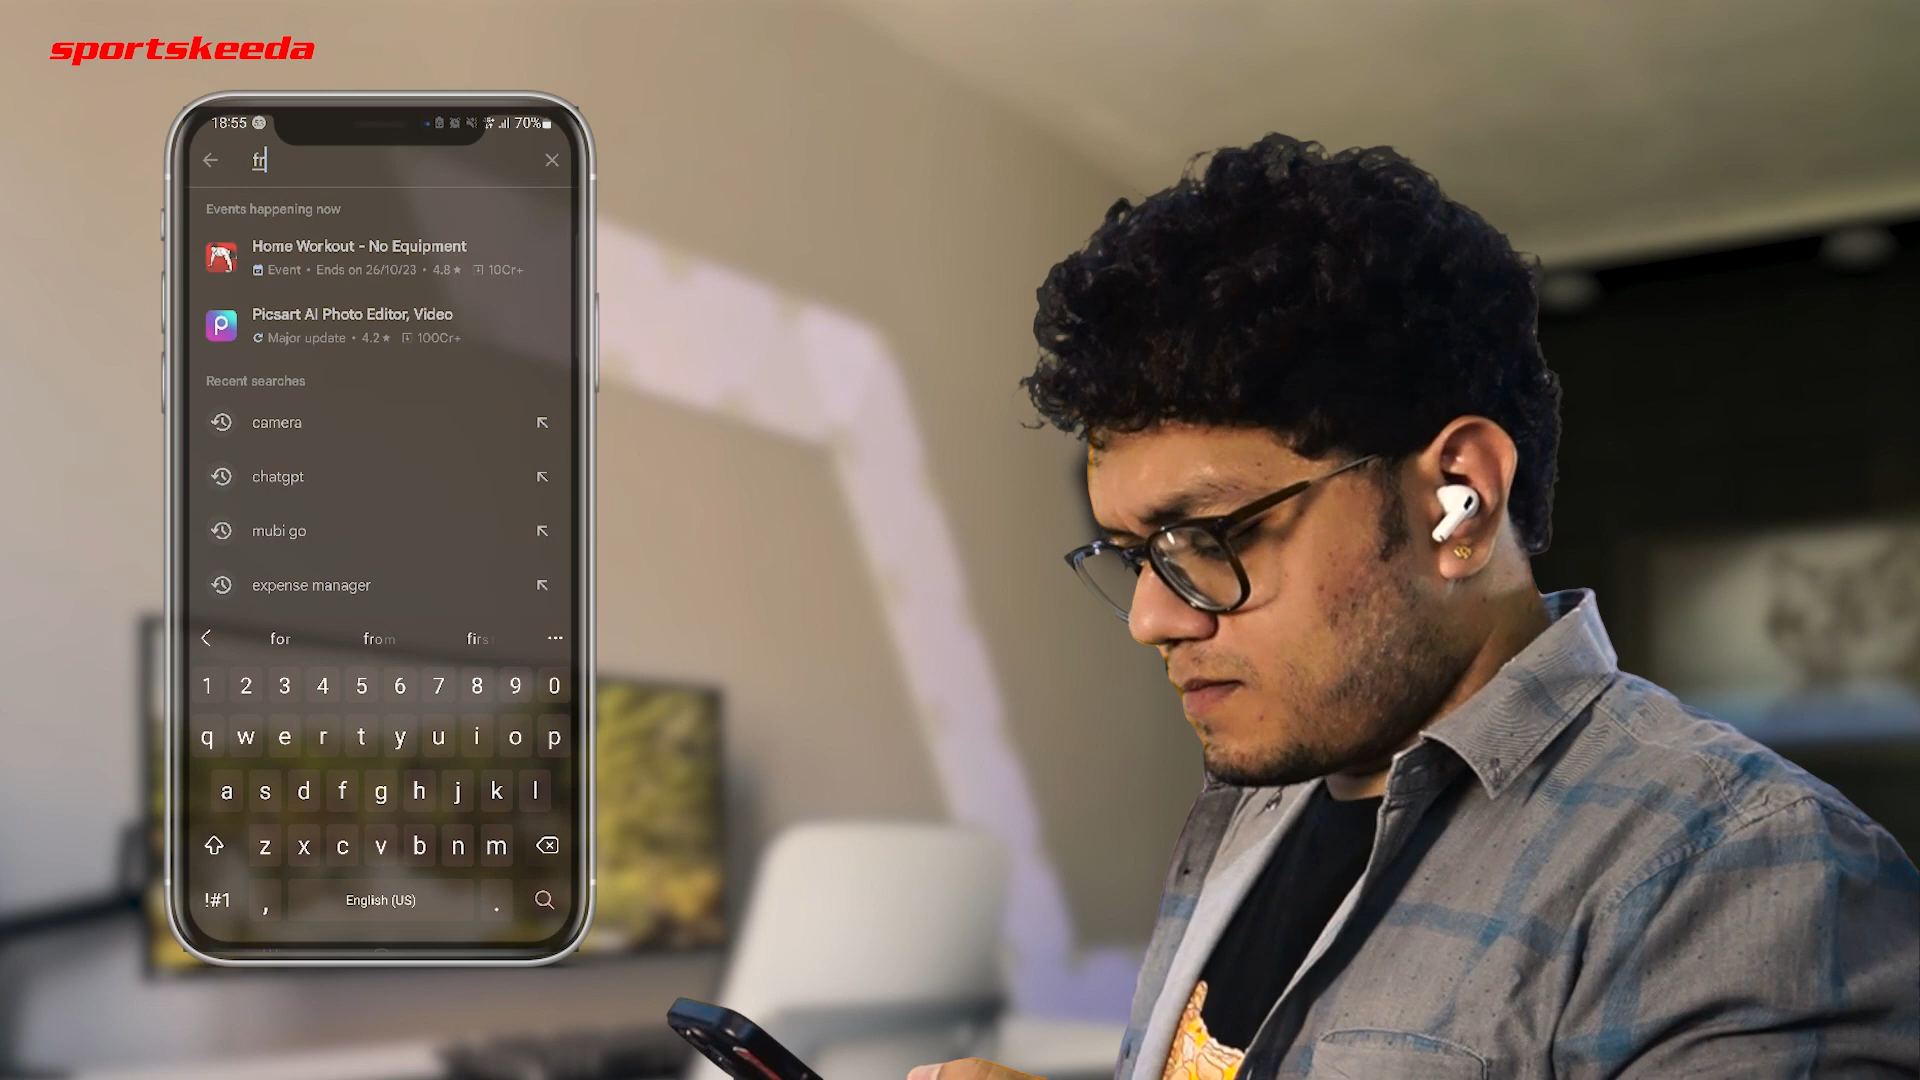 sportskeeda
18:55 53 70%
fr
Events happening now
Home Workout - No Equipment
Event • Ends on 26/10/23 • 4.8★ 10Cr+
Picsart AI Photo Editor, Video
Major update • 4.2★ 100Cr+
Recent searches
camera
chatgpt
mubi go
expense manager
for from first
1 2 3 4 5 6 7 8 9 0
q w e r t y u i o p
a s d f g h j k l
z x c v b n m
!#1 , English (US) .